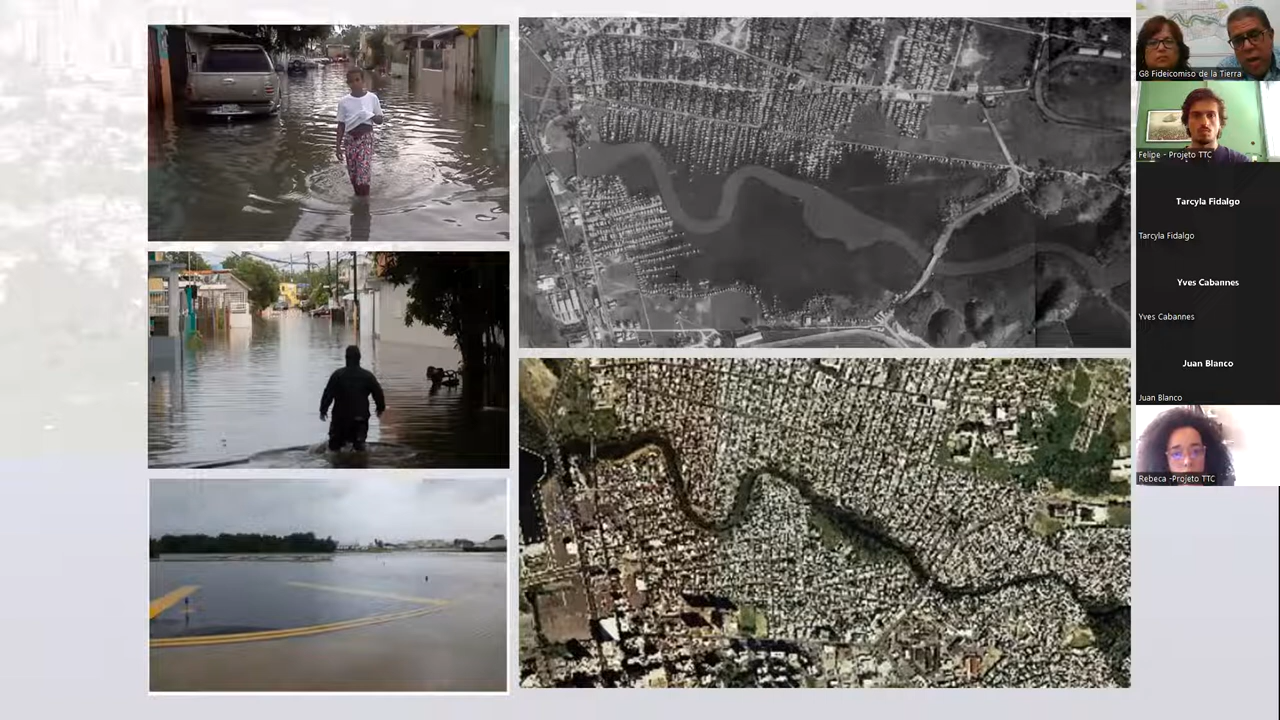 G8 Fideicomiso de la Tierra
Felipe - Projeto TTC
Tarcyla Fidalgo
Tarcyla Fidalgo
Yves Cabannes
Yves Cabannes
Juan Blanco
Juan Blanco
Rebeca -Projeto TTC